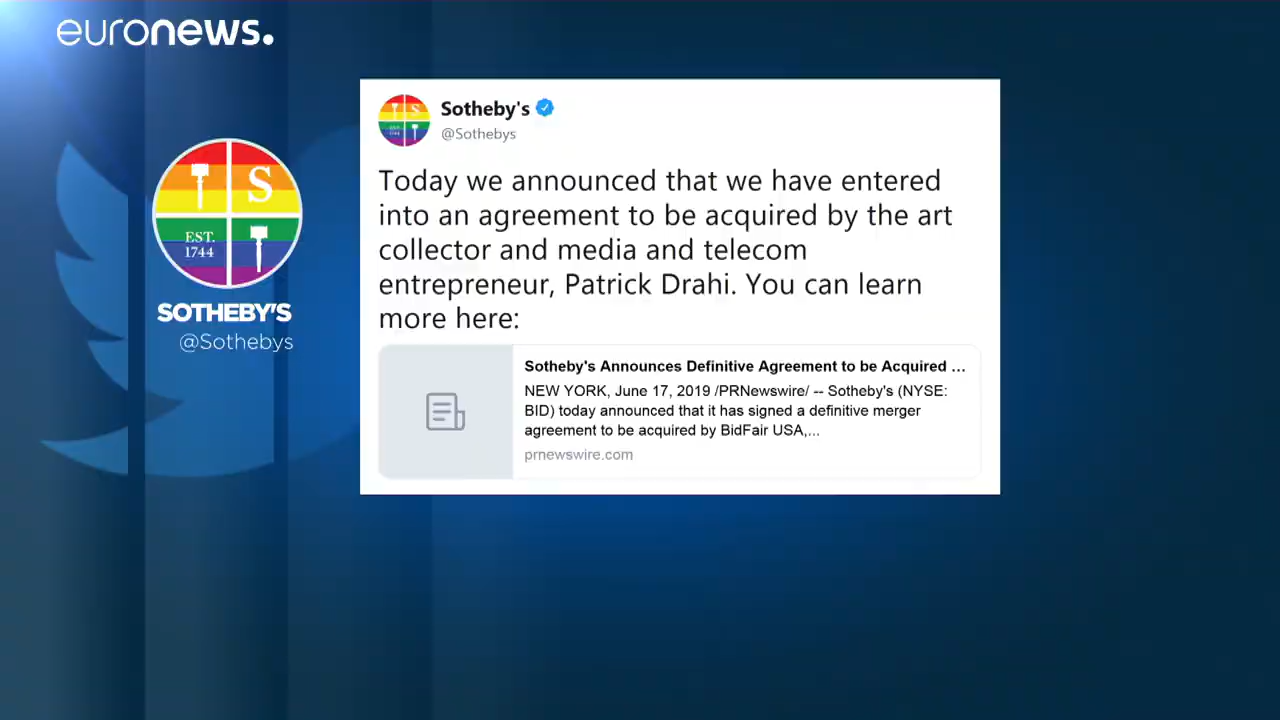 euronews.
S
EST.
1744
SOTHEBY'S
@Sothebys
Sotheby's
@Sothebys
Today we announced that we have entered
into an agreement to be acquired by the art
collector and media and telecom
entrepreneur, Patrick Drahi. You can learn
more here:
Sotheby's Announces Definitive Agreement to be Acquired ...
NEW YORK, June 17, 2019 /PRNewswire/ -- Sotheby's (NYSE:
BID) today announced that it has signed a definitive merger
agreement to be acquired by BidFair USA,...
prnewswire.com